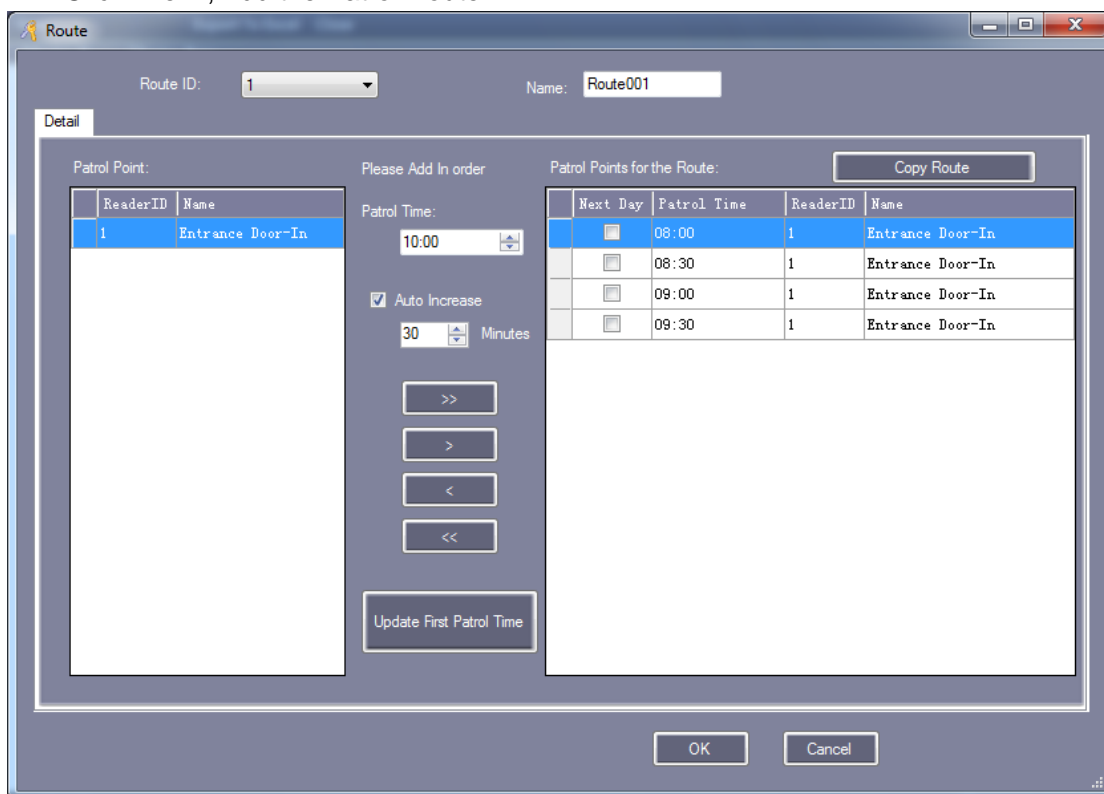 Route
Route ID: 1 Name: Route001
Detail
Patrol Point:
ReaderID Name
1 Entrance Door-In
Please Add In order
Patrol Time:
10:00
Auto Increase
30 Minutes
>>
>
<
<<
Update First Patrol Time
Patrol Points for the Route: Copy Route
Next Day Patrol Time ReaderID Name
08:00 1 Entrance Door-In
08:30 1 Entrance Door-In
09:00 1 Entrance Door-In
09:30 1 Entrance Door-In
OK Cancel